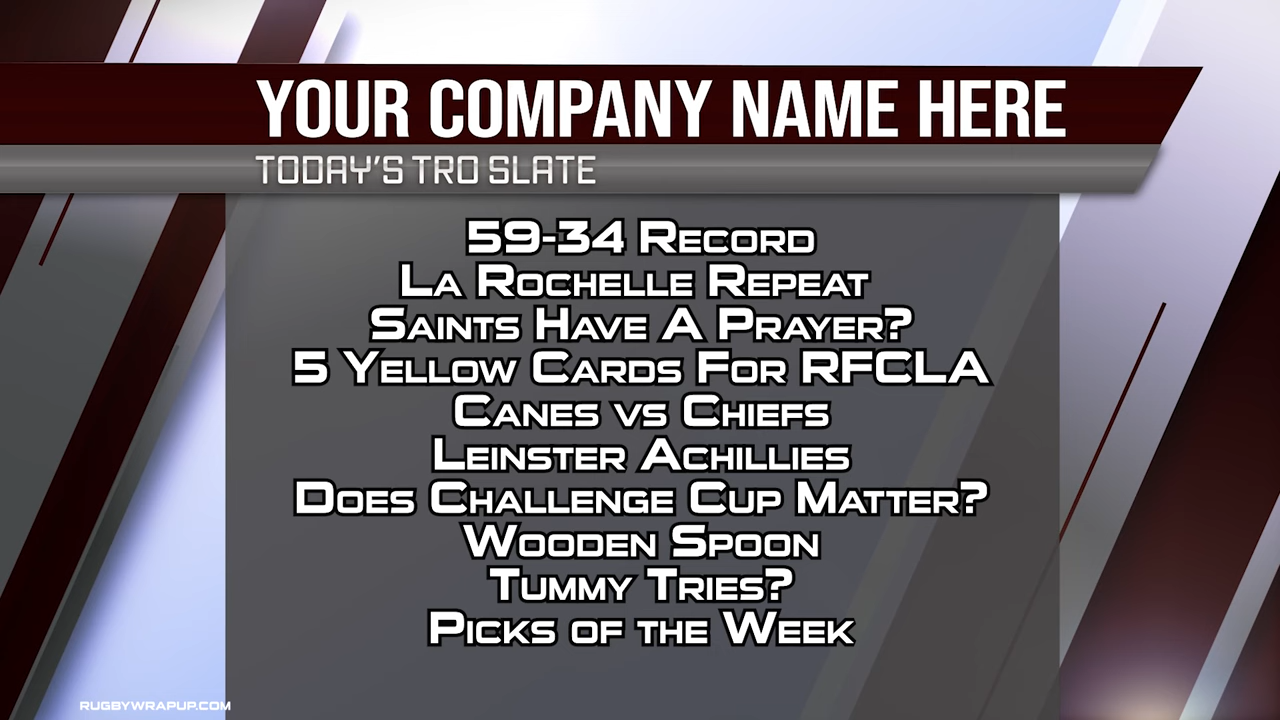 YOUR COMPANY NAME HERE
TODAY'S TRO SLATE
59-34 Record
La Rochelle Repeat
Saints Have A Prayer?
5 Yellow Cards For RFCLA
Canes vs Chiefs
Leinster Achillies
Does Challenge Cup Matter?
Wooden Spoon
Tummy Tries?
Picks of the Week
RUGBYWRAPUP.COM